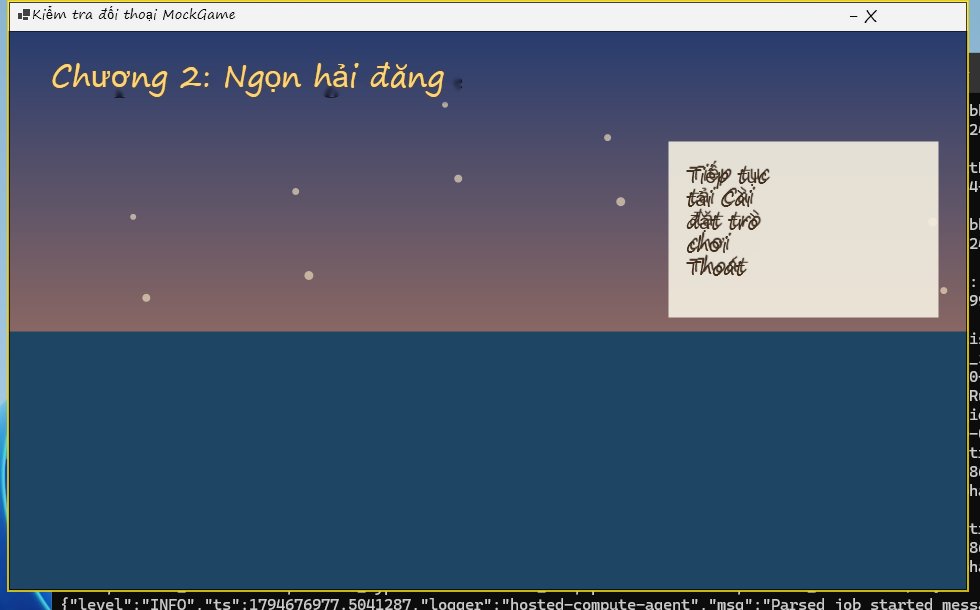 Kiểm tra đối thoại MockGame
Chương 2: Ngọn hải đăng
Tiếp tục
tải Cài
đặt trò
chơi
Thoát
{"level":"INFO","ts":1794676977.5041287,"logger":"hosted-compute-agent","msg":"Parsed job started mes